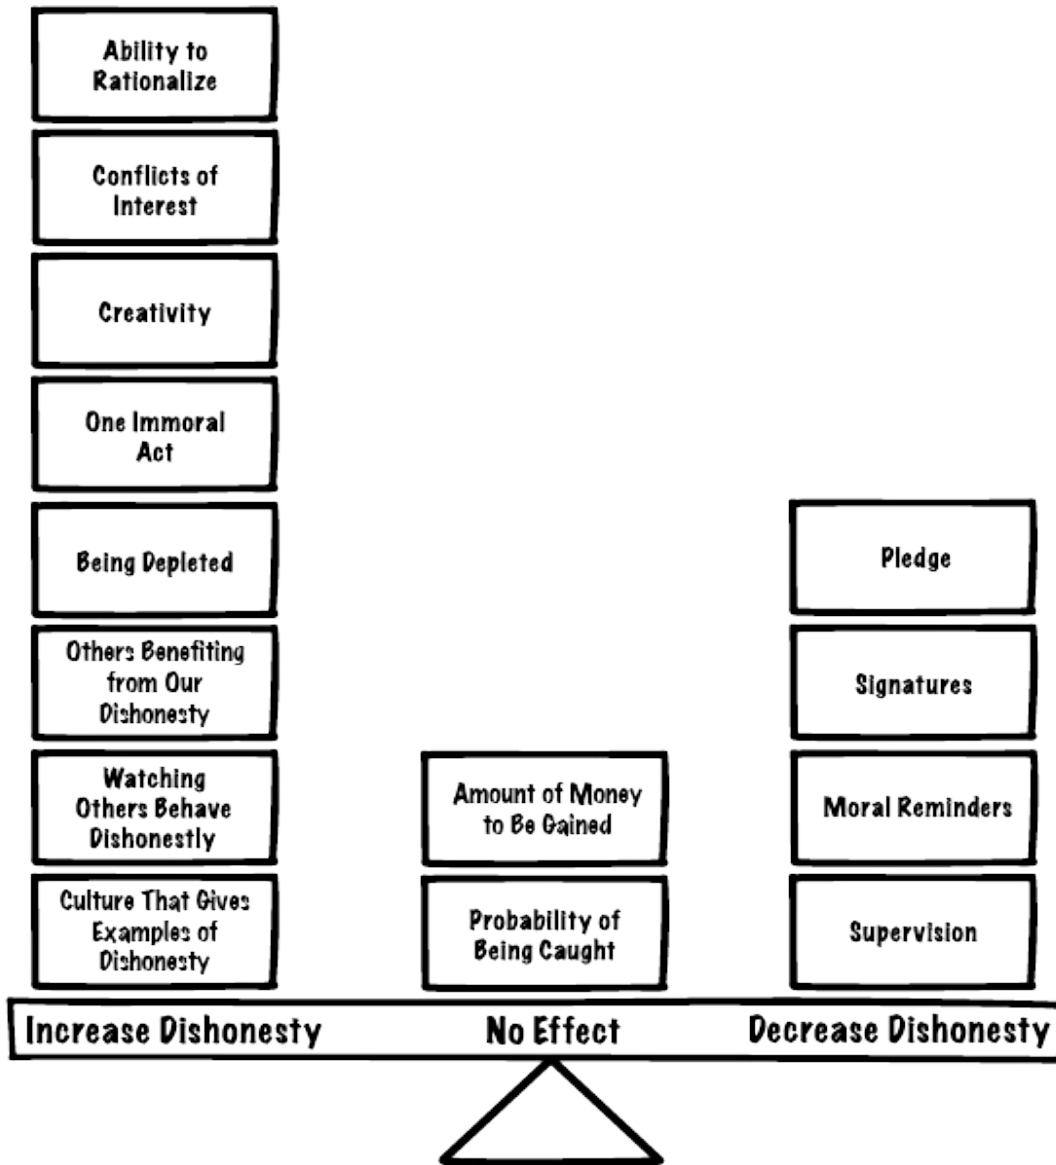 Ability to
Rationalize
Conflicts of
Interest
Creativity
One Immoral
Act
Being Depleted
Others Benefiting
from Our
Dishonesty
Watching
Others Behave
Dishonestly
Culture That Gives
Examples of
Dishonesty
Amount of Money
to Be Gained
Probability of
Being Caught
Pledge
Signatures
Moral Reminders
Supervision
Increase Dishonesty
No Effect
Decrease Dishonesty